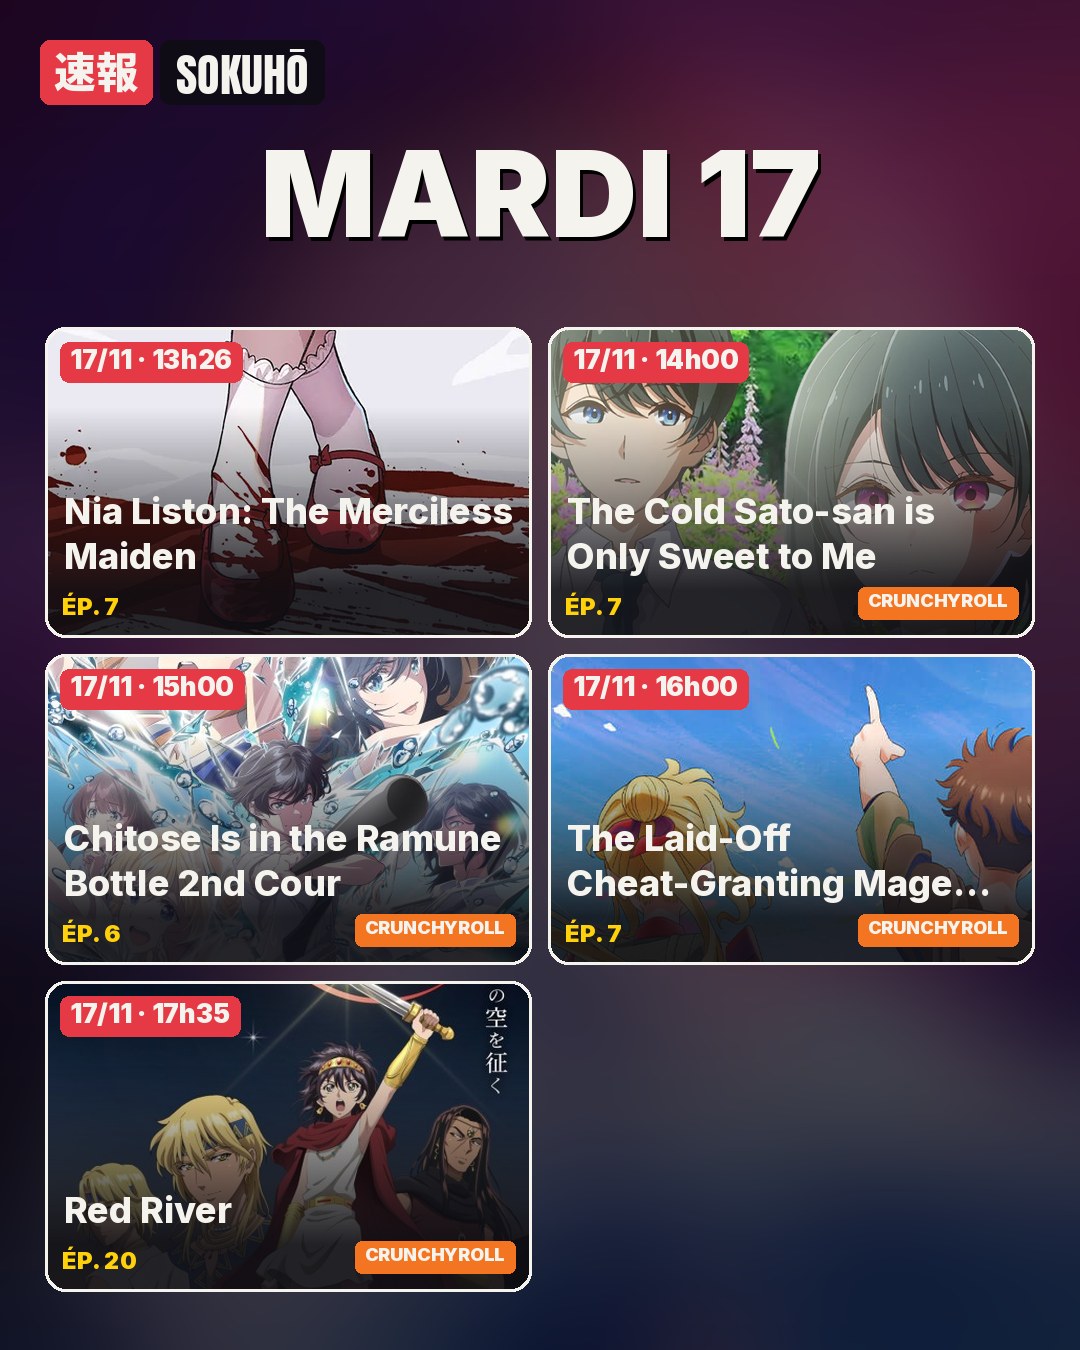 速報 SOKUHŌ
MARDI 17
17/11 · 13h26
Nia Liston: The Merciless
Maiden
ÉP. 7
17/11 · 14h00
The Cold Sato-san is
Only Sweet to Me
ÉP. 7
CRUNCHYROLL
17/11 · 15h00
Chitose Is in the Ramune
Bottle 2nd Cour
ÉP. 6
CRUNCHYROLL
17/11 · 16h00
The Laid-Off
Cheat-Granting Mage...
ÉP. 7
CRUNCHYROLL
17/11 · 17h35
の空を征く
Red River
ÉP. 20
CRUNCHYROLL